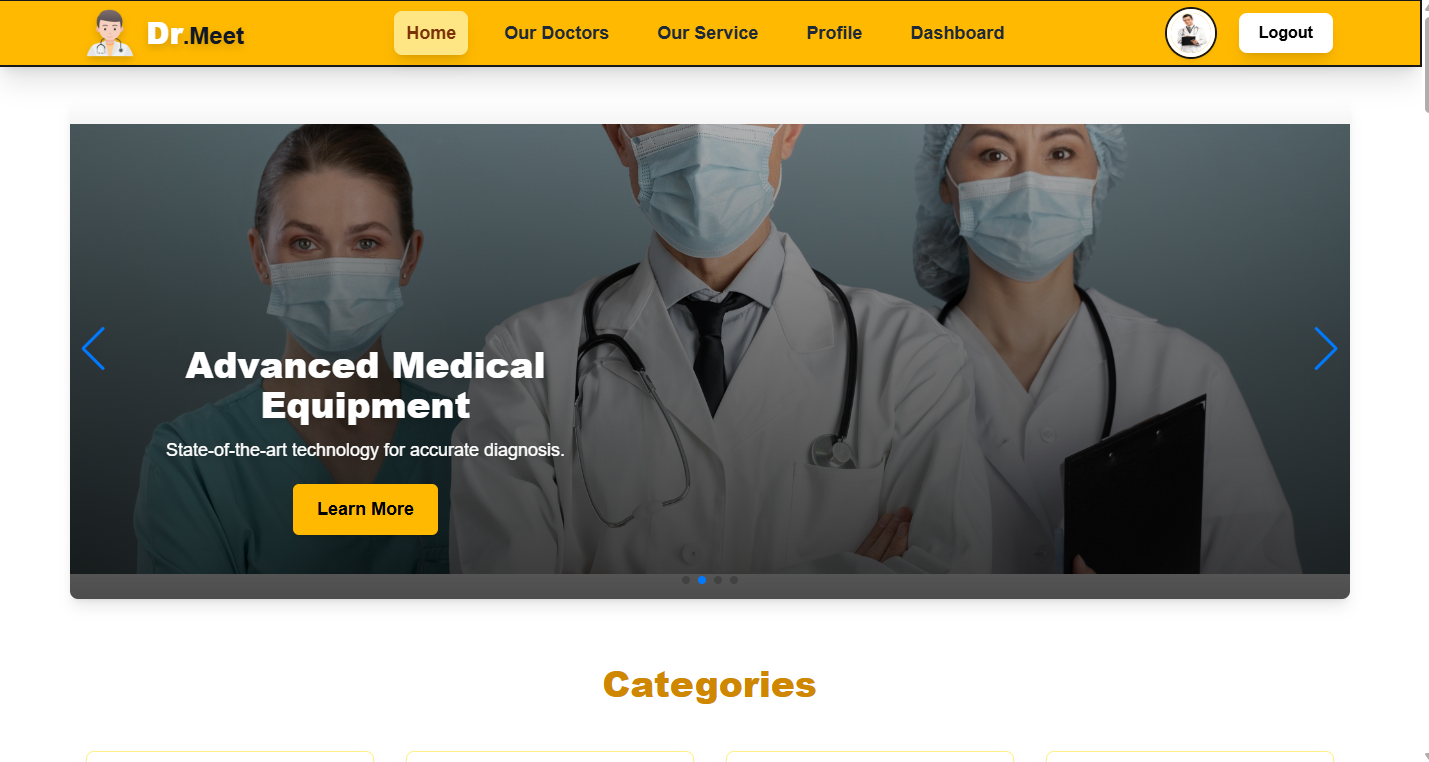 Dr.Meet
Home
Our Doctors
Our Service
Profile
Dashboard
Logout
Advanced Medical
Equipment
State-of-the-art technology for accurate diagnosis.
Learn More
Categories